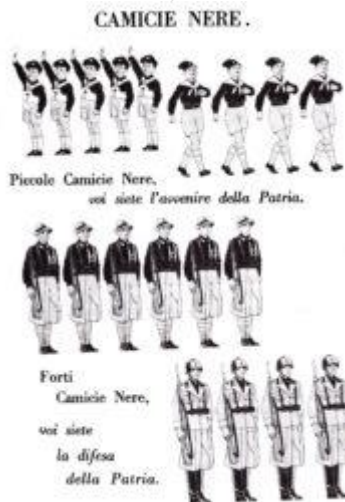 CAMICIE NERE.
Piccole Camicie Nere,
voi siete l'avvenire della Patria.
Forti
Camicie Nere,
voi siete
la difesa
della Patria.